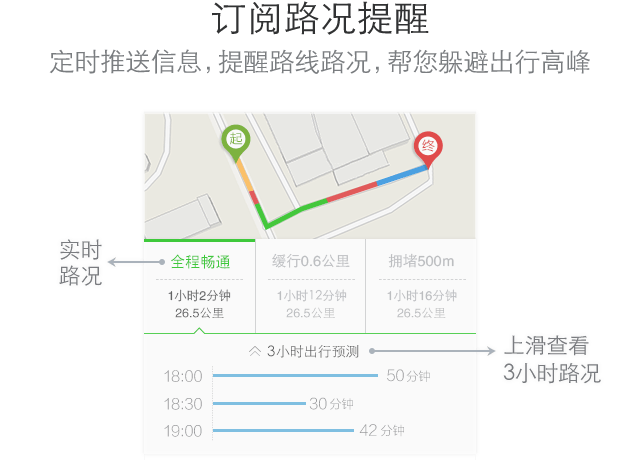 订阅路况提醒
定时推送信息，提醒路线路况，帮您躲避出行高峰
起
终
实时
路况
全程畅通
1小时2分钟
26.5公里
缓行0.6公里
1小时12分钟
26.5公里
拥堵500m
1小时16分钟
26.5公里
3小时出行预测
上滑查看
3小时路况
18:00 50分钟
18:30 30分钟
19:00 42分钟